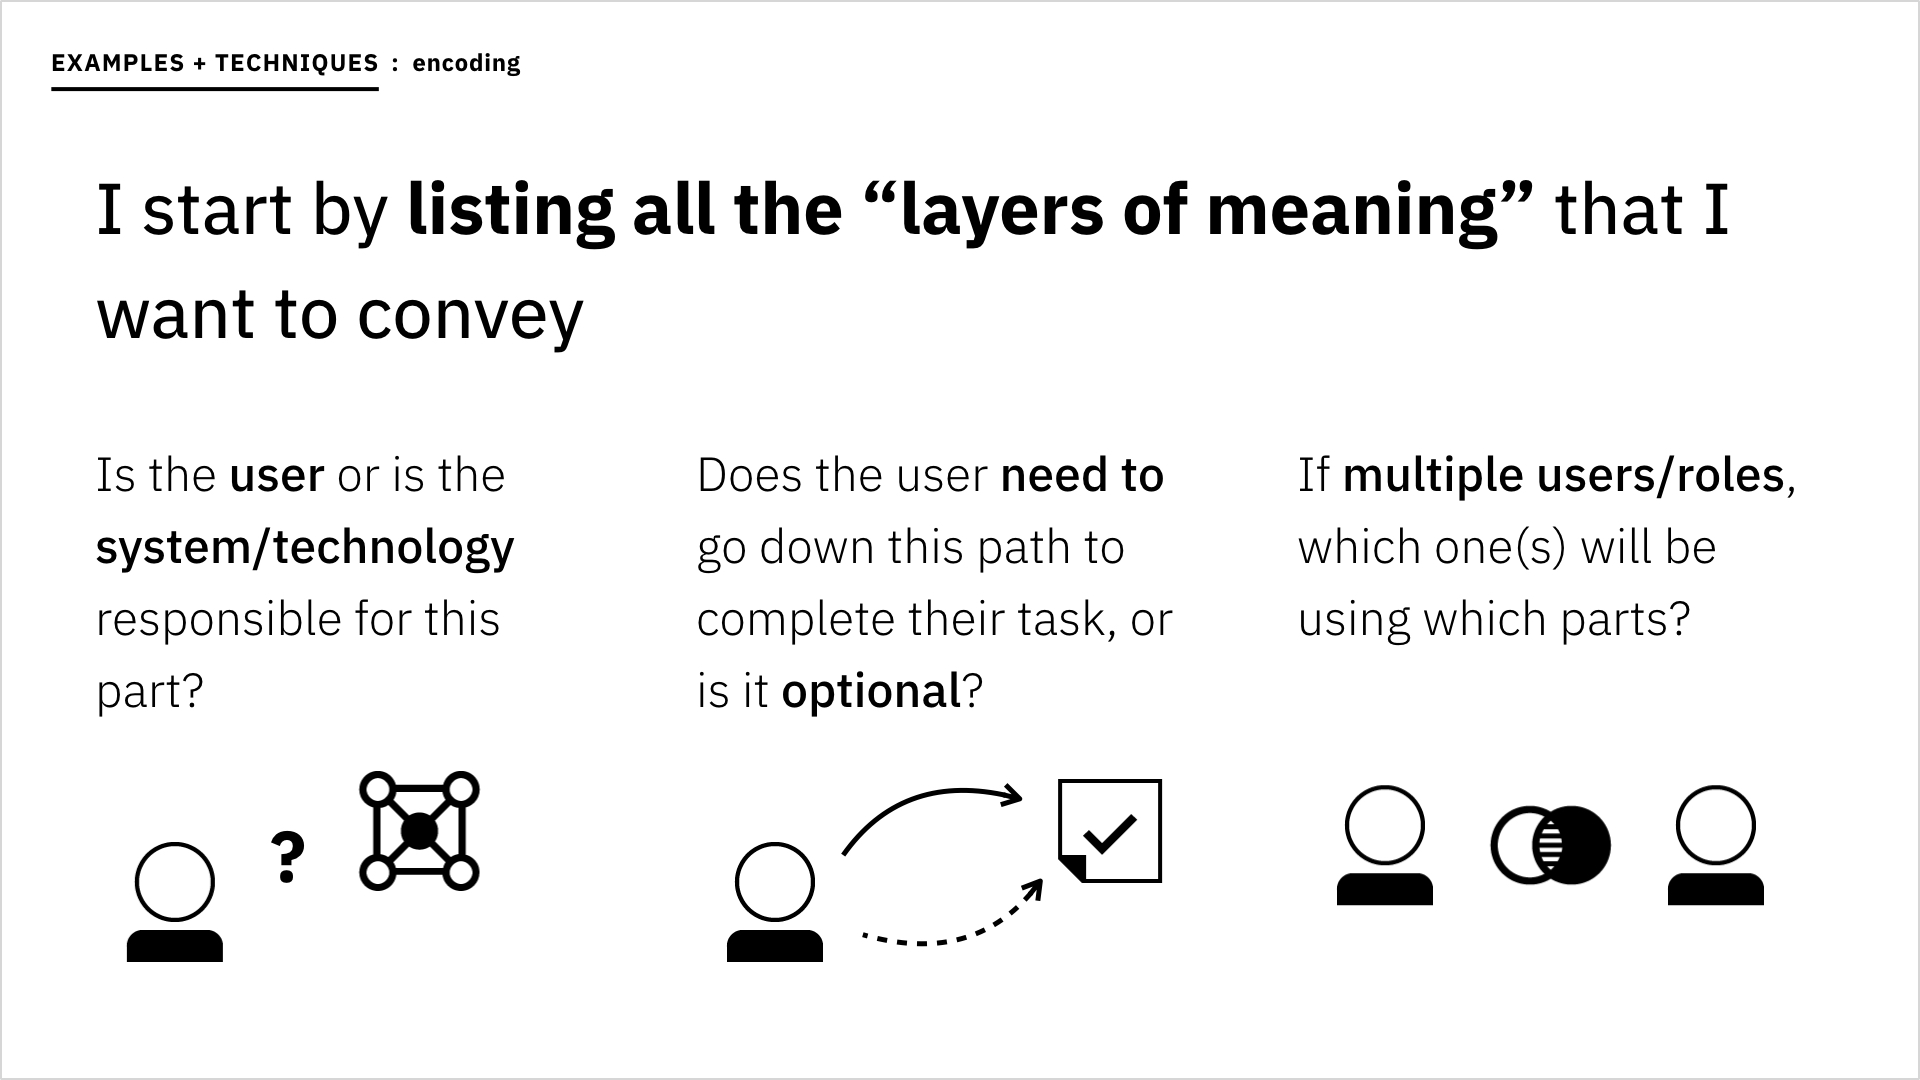 EXAMPLES + TECHNIQUES : encoding
I start by listing all the “layers of meaning” that I
want to convey
Is the user or is the
system/technology
responsible for this
part?
Does the user need to
go down this path to
complete their task, or
is it optional?
If multiple users/roles,
which one(s) will be
using which parts?
?